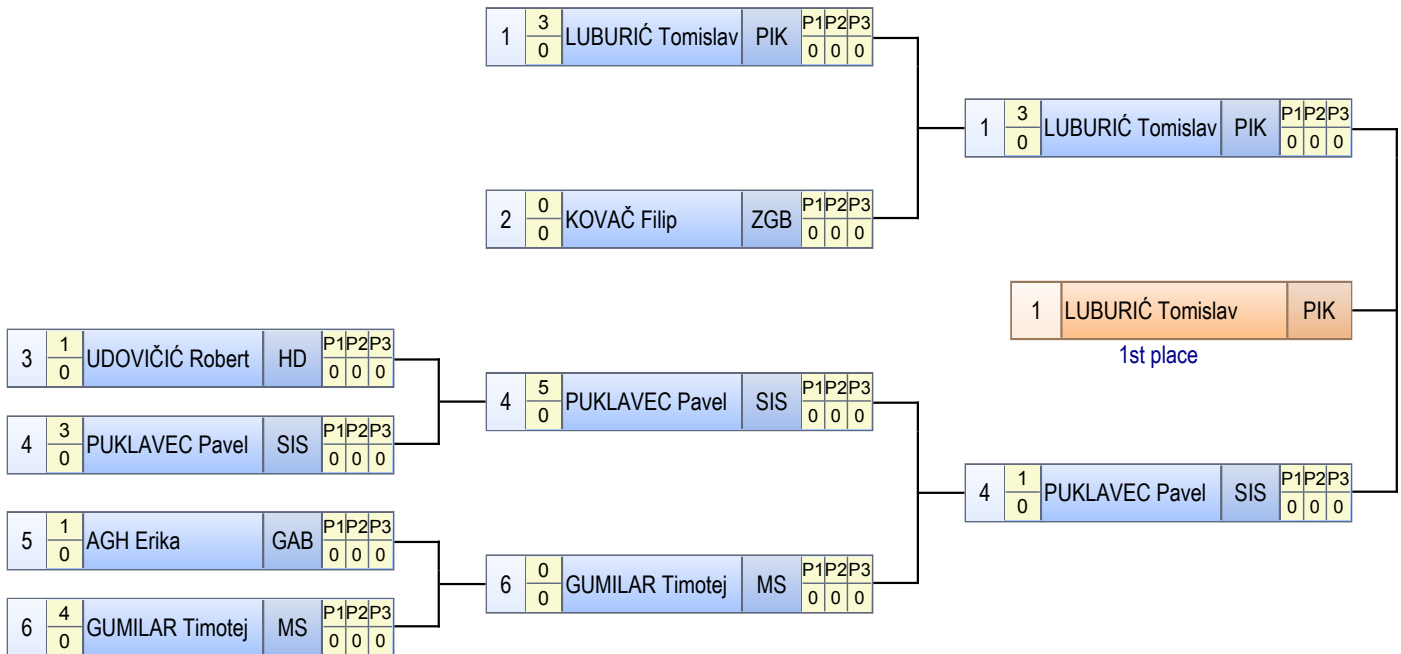 1 3 0 LUBURIĆ Tomislav PIK P1 P2 P3 0 0 0
2 0 0 KOVAČ Filip ZGB P1 P2 P3 0 0 0
3 1 0 UDOVIČIĆ Robert HD P1 P2 P3 0 0 0
4 3 0 PUKLAVEC Pavel SIS P1 P2 P3 0 0 0
5 1 0 AGH Erika GAB P1 P2 P3 0 0 0
6 4 0 GUMILAR Timotej MS P1 P2 P3 0 0 0
4 5 0 PUKLAVEC Pavel SIS P1 P2 P3 0 0 0
6 0 0 GUMILAR Timotej MS P1 P2 P3 0 0 0
1 3 0 LUBURIĆ Tomislav PIK P1 P2 P3 0 0 0
4 1 0 PUKLAVEC Pavel SIS P1 P2 P3 0 0 0
1 LUBURIĆ Tomislav PIK
1st place